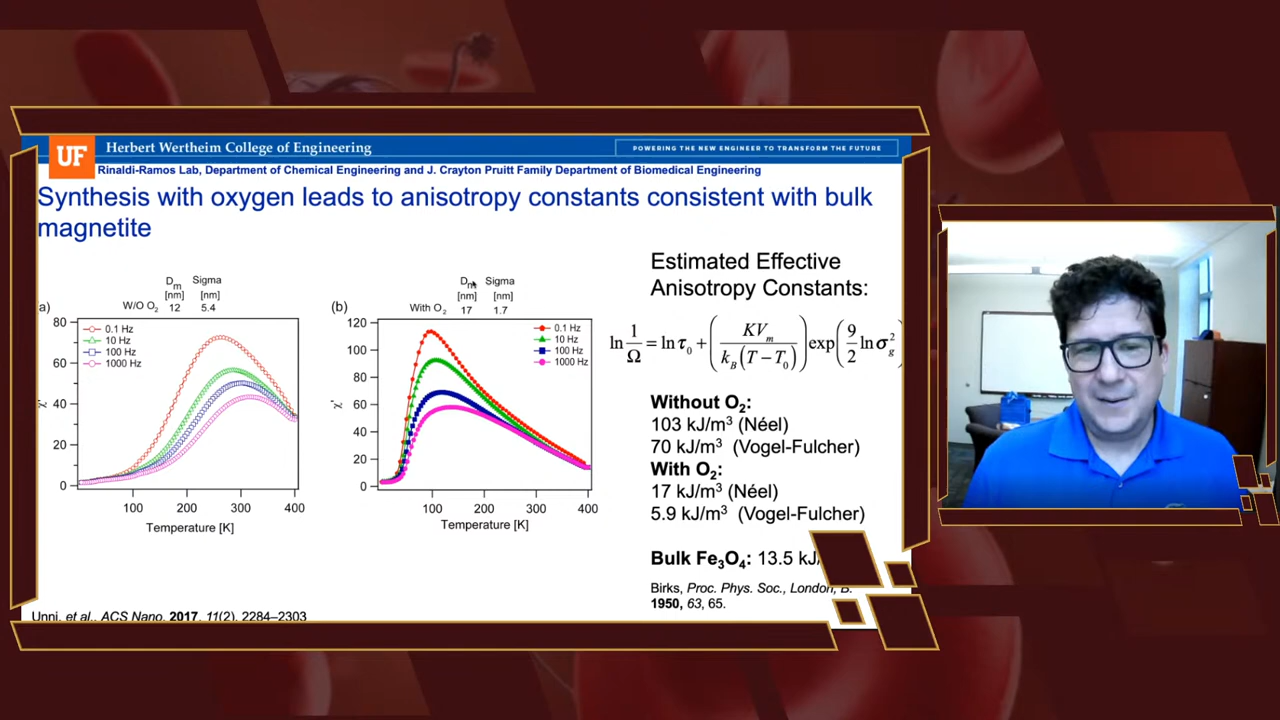 UF
Herbert Wertheim College of Engineering
POWERING THE NEW ENGINEER TO TRANSFORM THE FUTURE
Rinaldi-Ramos Lab, Department of Chemical Engineering and J. Crayton Pruitt Family Department of Biomedical Engineering
Synthesis with oxygen leads to anisotropy constants consistent with bulk
magnetite
Dm Sigma
[nm] [nm]
a) W/O O2 12 5.4
80
60
40
20
0
χ'
0.1 Hz
10 Hz
100 Hz
1000 Hz
100 200 300 400
Temperature [K]
Dm Sigma
[nm] [nm]
(b) With O2 17 1.7
120
100
80
60
40
20
0
χ'
0.1 Hz
10 Hz
100 Hz
1000 Hz
100 200 300 400
Temperature [K]
Estimated Effective
Anisotropy Constants:
ln 1/Ω = ln τ0 + (KVm / kB(T − T0)) exp(9/2 ln σg²)
Without O2:
103 kJ/m³ (Néel)
70 kJ/m³ (Vogel-Fulcher)
With O2:
17 kJ/m³ (Néel)
5.9 kJ/m³ (Vogel-Fulcher)
Bulk Fe3O4: 13.5 kJ/
Birks, Proc. Phys. Soc., London, B.
1950, 63, 65.
Unni, et al., ACS Nano, 2017, 11(2), 2284–2303